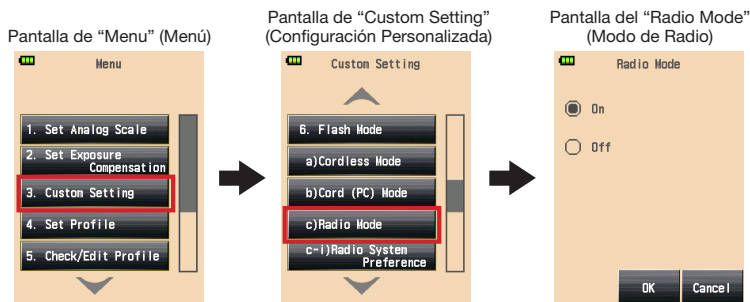 Pantalla de “Menu” (Menú)
Menu
1. Set Analog Scale
2. Set Exposure
Compensation
3. Custom Setting
4. Set Profile
5. Check/Edit Profile
Pantalla de “Custom Setting”
(Configuración Personalizada)
Custom Setting
6. Flash Mode
a)Cordless Mode
b)Cord (PC) Mode
c)Radio Mode
c-i)Radio System
Preference
Pantalla del “Radio Mode”
(Modo de Radio)
Radio Mode
On
Off
OK
Cancel